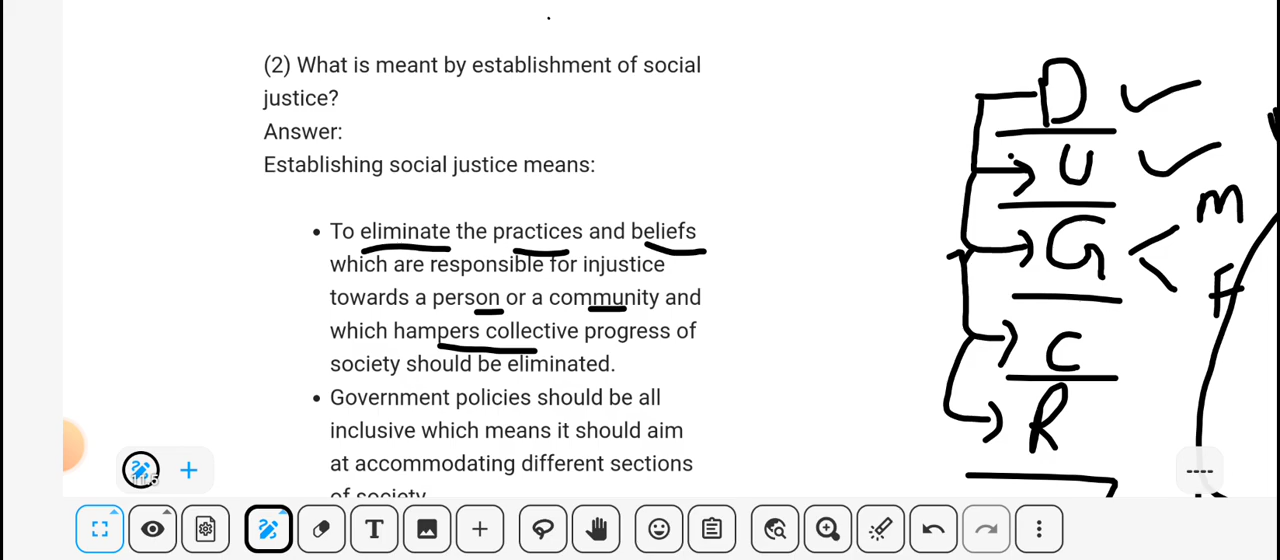 (2) What is meant by establishment of social
justice?
Answer:
Establishing social justice means:
• To eliminate the practices and beliefs
which are responsible for injustice
towards a person or a community and
which hampers collective progress of
society should be eliminated.
• Government policies should be all
inclusive which means it should aim
at accommodating different sections
of society
D
U
G
M
F
C
R
T